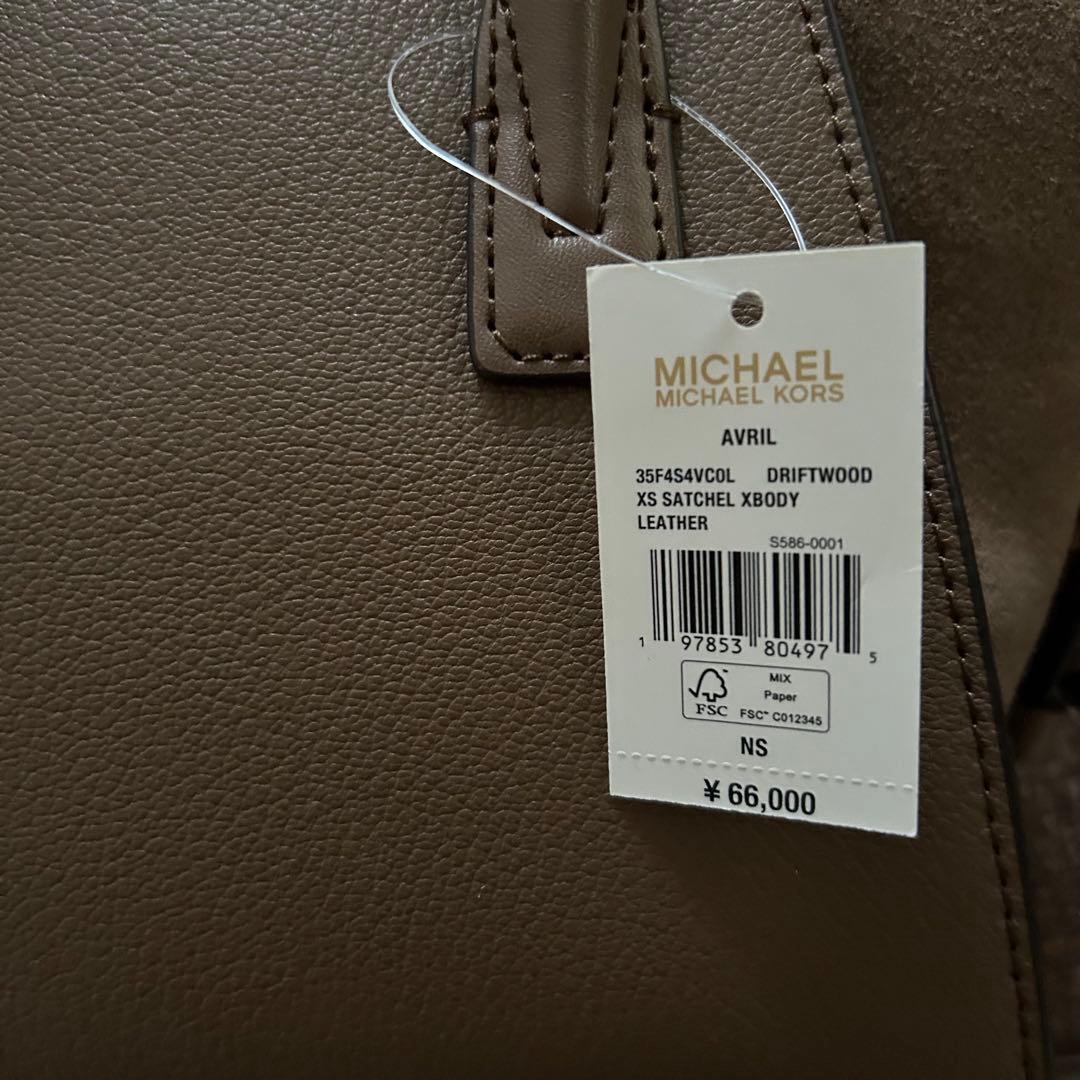 MICHAEL
MICHAEL KORS
AVRIL
35F4S4VC0L DRIFTWOOD
XS SATCHEL XBODY
LEATHER
S586-0001
1 97853 80497 5
MIX
Paper
FSC FSC™ C012345
NS
¥ 66,000